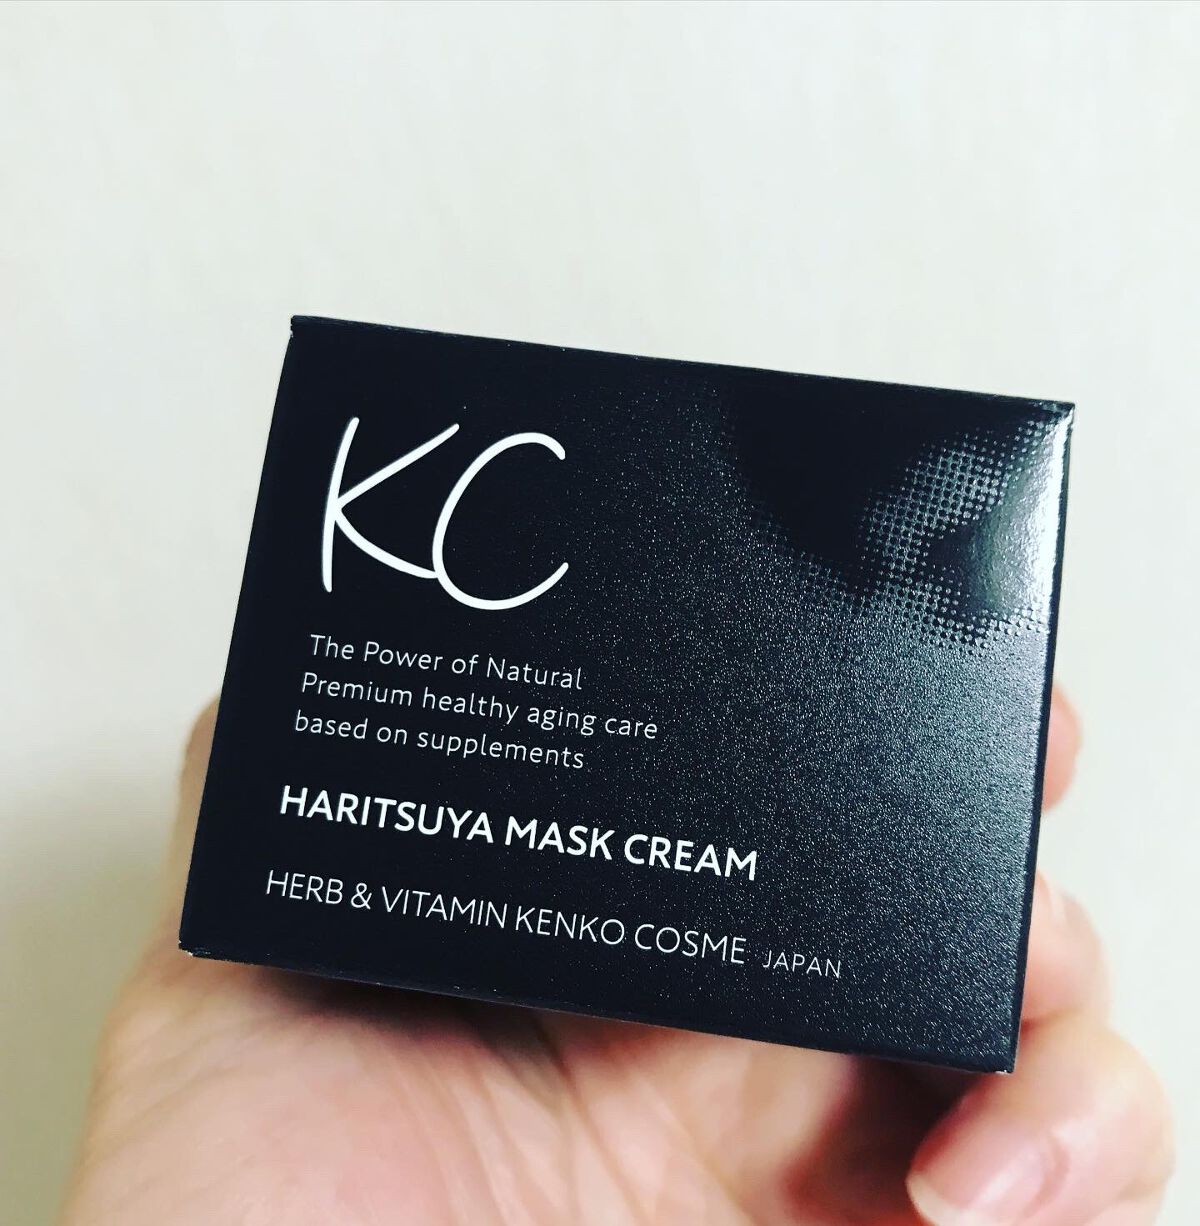 KC
The Power of Natural
Premium healthy aging care
based on supplements
HARITSUYA MASK CREAM
HERB & VITAMIN KENKO COSME JAPAN